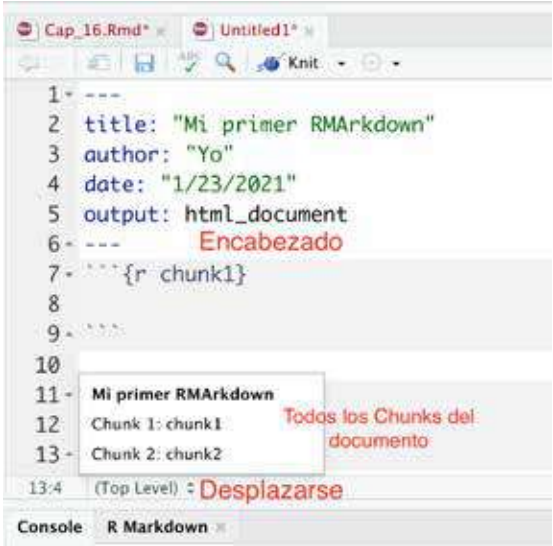 Cap_16.Rmd* × Untitled1* ×
ABC Knit
1 ---
2 title: "Mi primer RMArkdown"
3 author: "Yo"
4 date: "1/23/2021"
5 output: html_document
6 --- Encabezado
7 ```{r chunk1}
8
9 ```
10
11 Mi primer RMArkdown
12 Chunk 1: chunk1 Todos los Chunks del
documento
13 Chunk 2: chunk2
13:4 (Top Level) Desplazarse
Console R Markdown ×